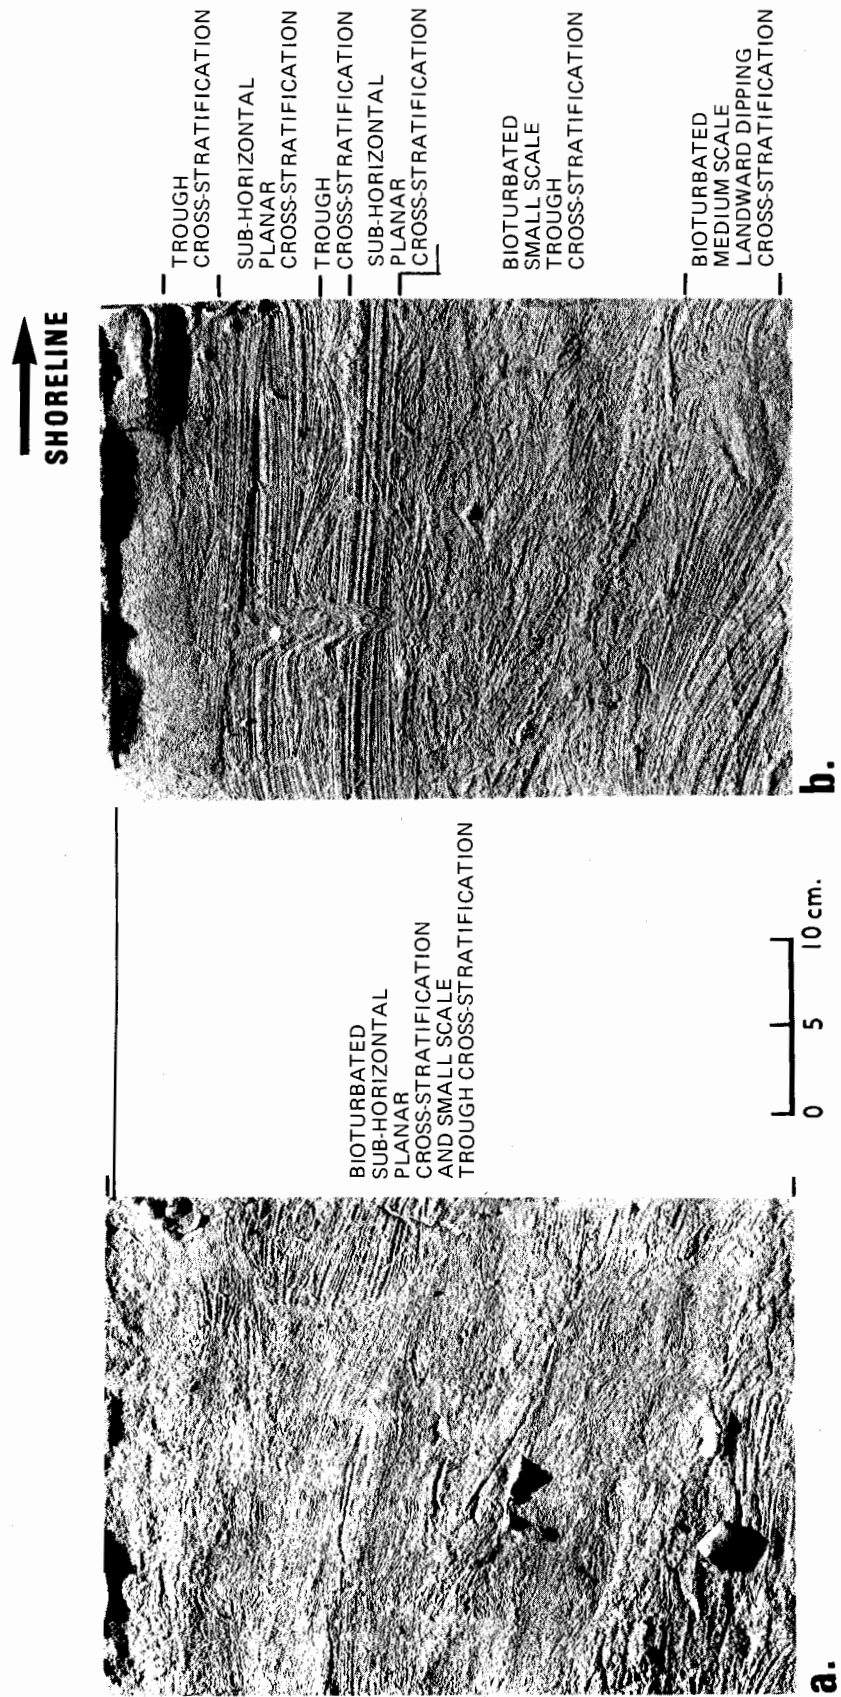 SHORELINE
TROUGH
CROSS-STRATIFICATION
SUB-HORIZONTAL
PLANAR
CROSS-STRATIFICATION
TROUGH
CROSS-STRATIFICATION
SUB-HORIZONTAL
PLANAR
CROSS-STRATIFICATION
BIOTURBATED
SMALL SCALE
TROUGH
CROSS-STRATIFICATION
BIOTURBATED
MEDIUM SCALE
LANDWARD DIPPING
CROSS-STRATIFICATION
b.
BIOTURBATED
SUB-HORIZONTAL
PLANAR
CROSS-STRATIFICATION
AND SMALL SCALE
TROUGH CROSS-STRATIFICATION
0 5 10 cm.
a.